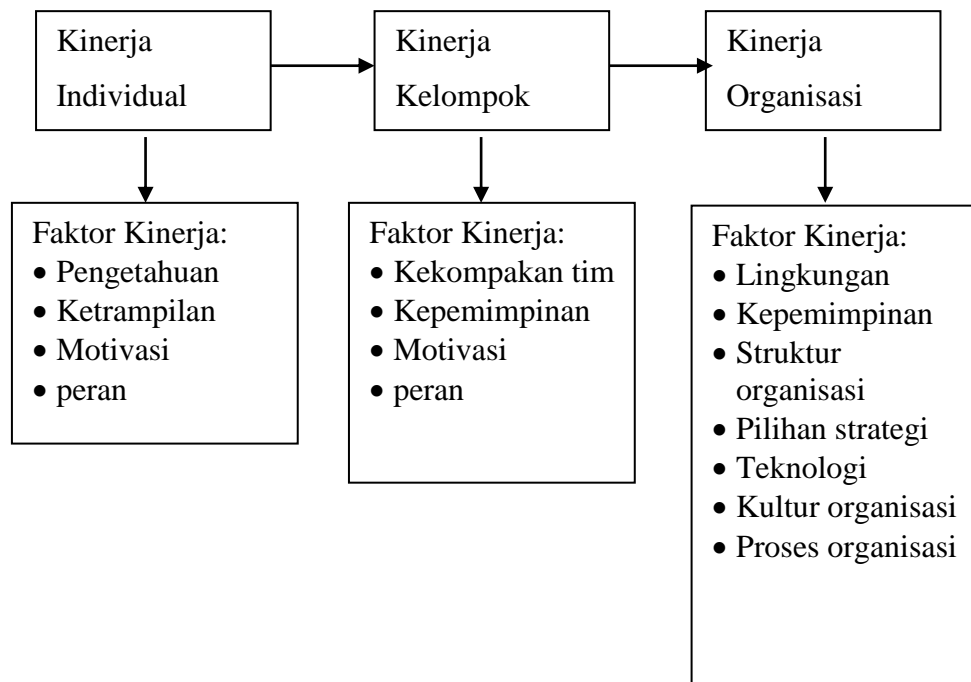 Kinerja
Individual
Kinerja
Kelompok
Kinerja
Organisasi
Faktor Kinerja:
• Pengetahuan
• Ketrampilan
• Motivasi
• peran
Faktor Kinerja:
• Kekompakan tim
• Kepemimpinan
• Motivasi
• peran
Faktor Kinerja:
• Lingkungan
• Kepemimpinan
• Struktur
organisasi
• Pilihan strategi
• Teknologi
• Kultur organisasi
• Proses organisasi